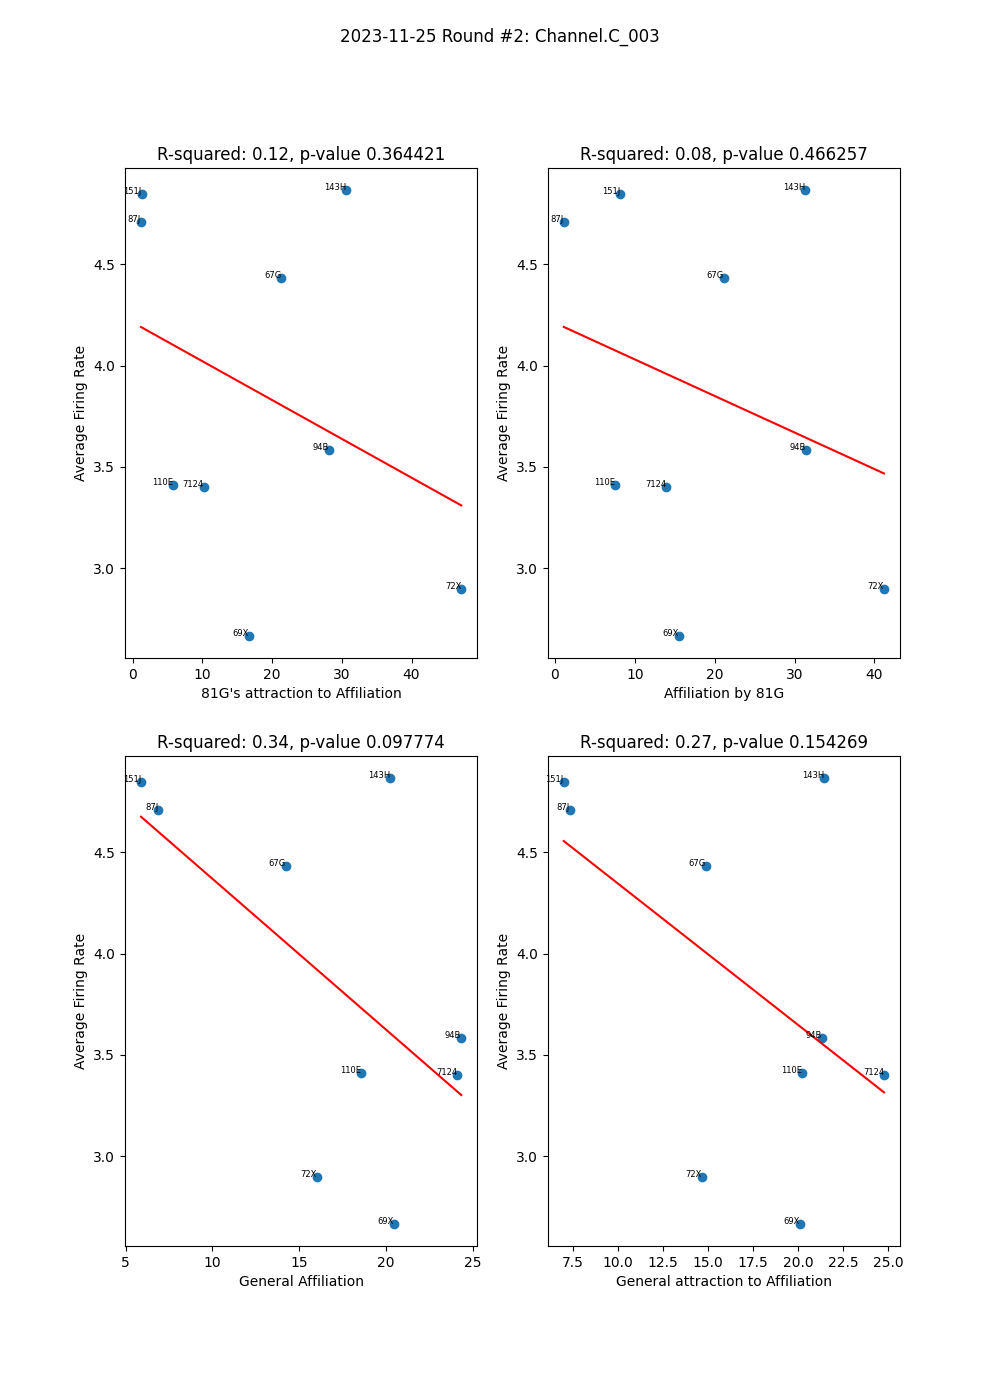 2023-11-25 Round #2: Channel.C_003
R-squared: 0.12, p-value 0.364421
151J
143H
87J
67G
94B
110E
7124
72X
69X
4.5
4.0
3.5
3.0
Average Firing Rate
0 10 20 30 40
81G's attraction to Affiliation
R-squared: 0.08, p-value 0.466257
151J
143H
87J
67G
94B
110E
7124
72X
69X
4.5
4.0
3.5
3.0
Average Firing Rate
0 10 20 30 40
Affiliation by 81G
R-squared: 0.34, p-value 0.097774
151J
143H
87J
67G
94B
110E
7124
72X
69X
4.5
4.0
3.5
3.0
Average Firing Rate
5 10 15 20 25
General Affiliation
R-squared: 0.27, p-value 0.154269
151J
143H
87J
67G
94B
110E
7124
72X
69X
4.5
4.0
3.5
3.0
Average Firing Rate
7.5 10.0 12.5 15.0 17.5 20.0 22.5 25.0
General attraction to Affiliation